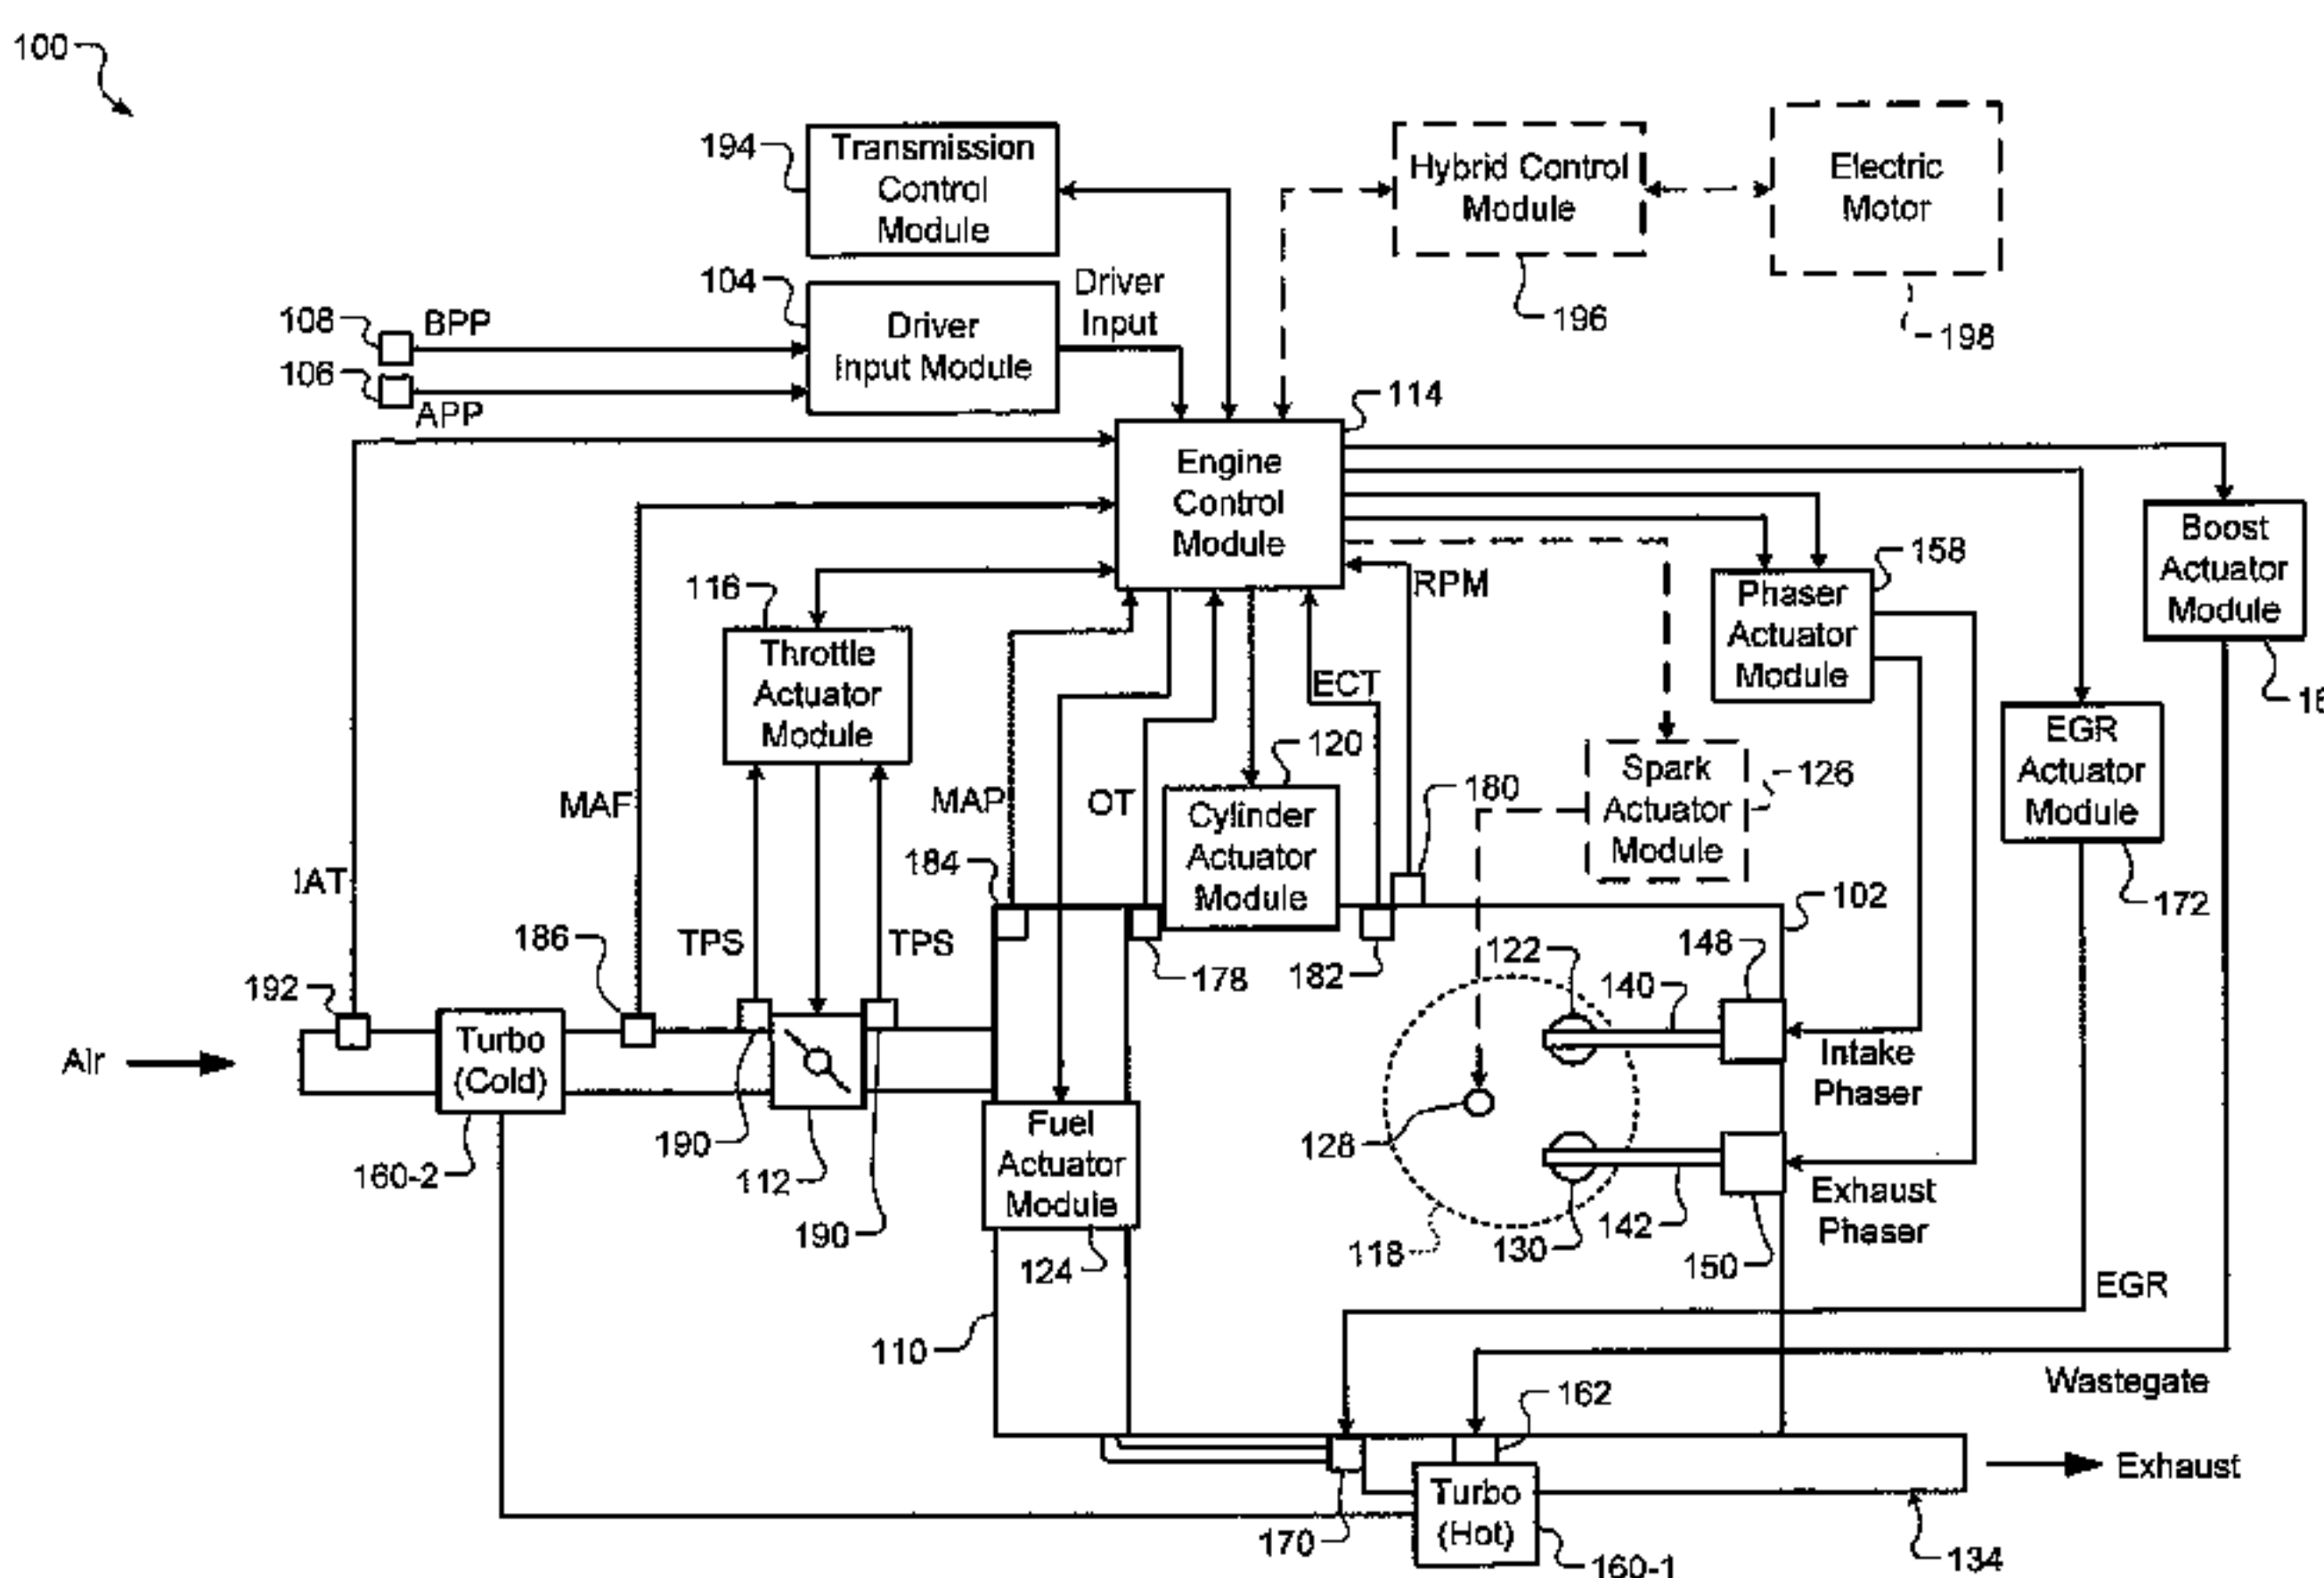 100
194
Transmission
Control
Module
Hybrid Control
Module
Electric
Motor
196
198
104
Driver
Input Module
Driver
Input
108
BPP
106
APP
114
Engine
Control
Module
Boost
Actuator
Module
158
Phaser
Actuator
Module
RPM
116
Throttle
Actuator
Module
ECT
EGR
Actuator
Module
172
120
Cylinder
Actuator
Module
180
Spark
Actuator
Module
126
MAF
MAP
OT
184
IAT
TPS
TPS
186
178
182
102
122
148
140
192
Air
Turbo
(Cold)
160-2
190
112
190
Fuel
Actuator
Module
124
128
Intake
Phaser
118
130
142
150
Exhaust
Phaser
EGR
110
Wastegate
162
Exhaust
170
Turbo
(Hot)
160-1
134